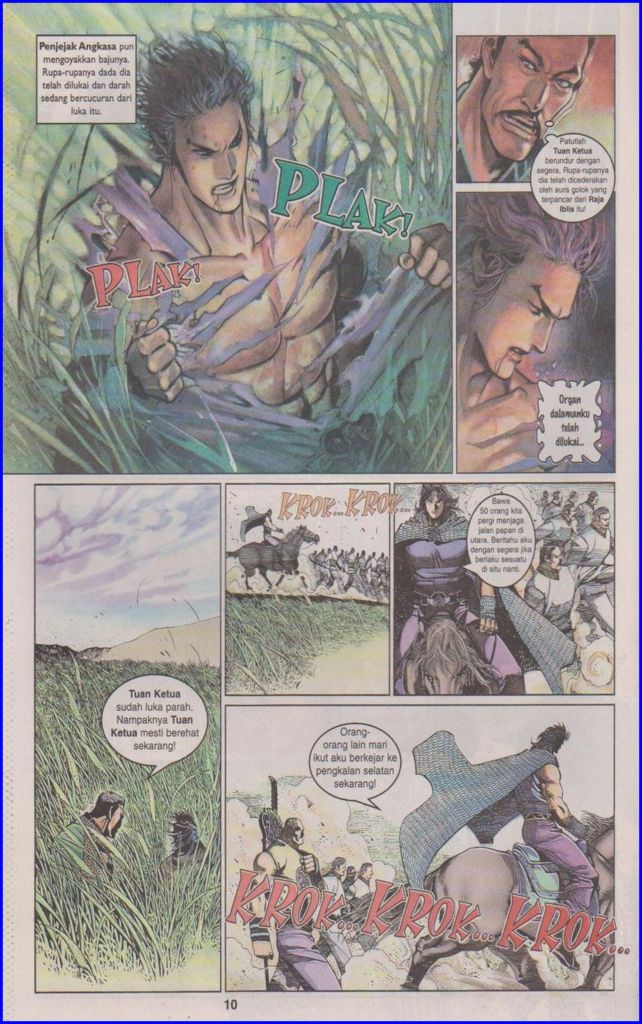 Penjejak Angkasa pun
mengoyakkan bajunya.
Rupa-rupanya dada dia
telah dilukai dan darah
sedang bercucuran dari
luka itu.
PLAK!
PLAK!
Patutlah
Tuan Ketua
berundur dengan
segera. Rupa-rupanya
dia telah dicederakan
oleh aura golok yang
terpancar dari Raja
Iblis itu!
Organ
dalamanku
telah
dilukai...
Tuan Ketua
sudah luka parah.
Nampaknya Tuan
Ketua mesti berehat
sekarang!
KROK... KROK...
Bawa
50 orang kita
pergi menjaga
jalan papan di
utara. Beritahu aku
dengan segera jika
berlaku sesuatu
di situ nanti.
Orang-
orang lain mari
ikut aku berkejar ke
pengkalan selatan
sekarang!
KROK... KROK... KROK...
10